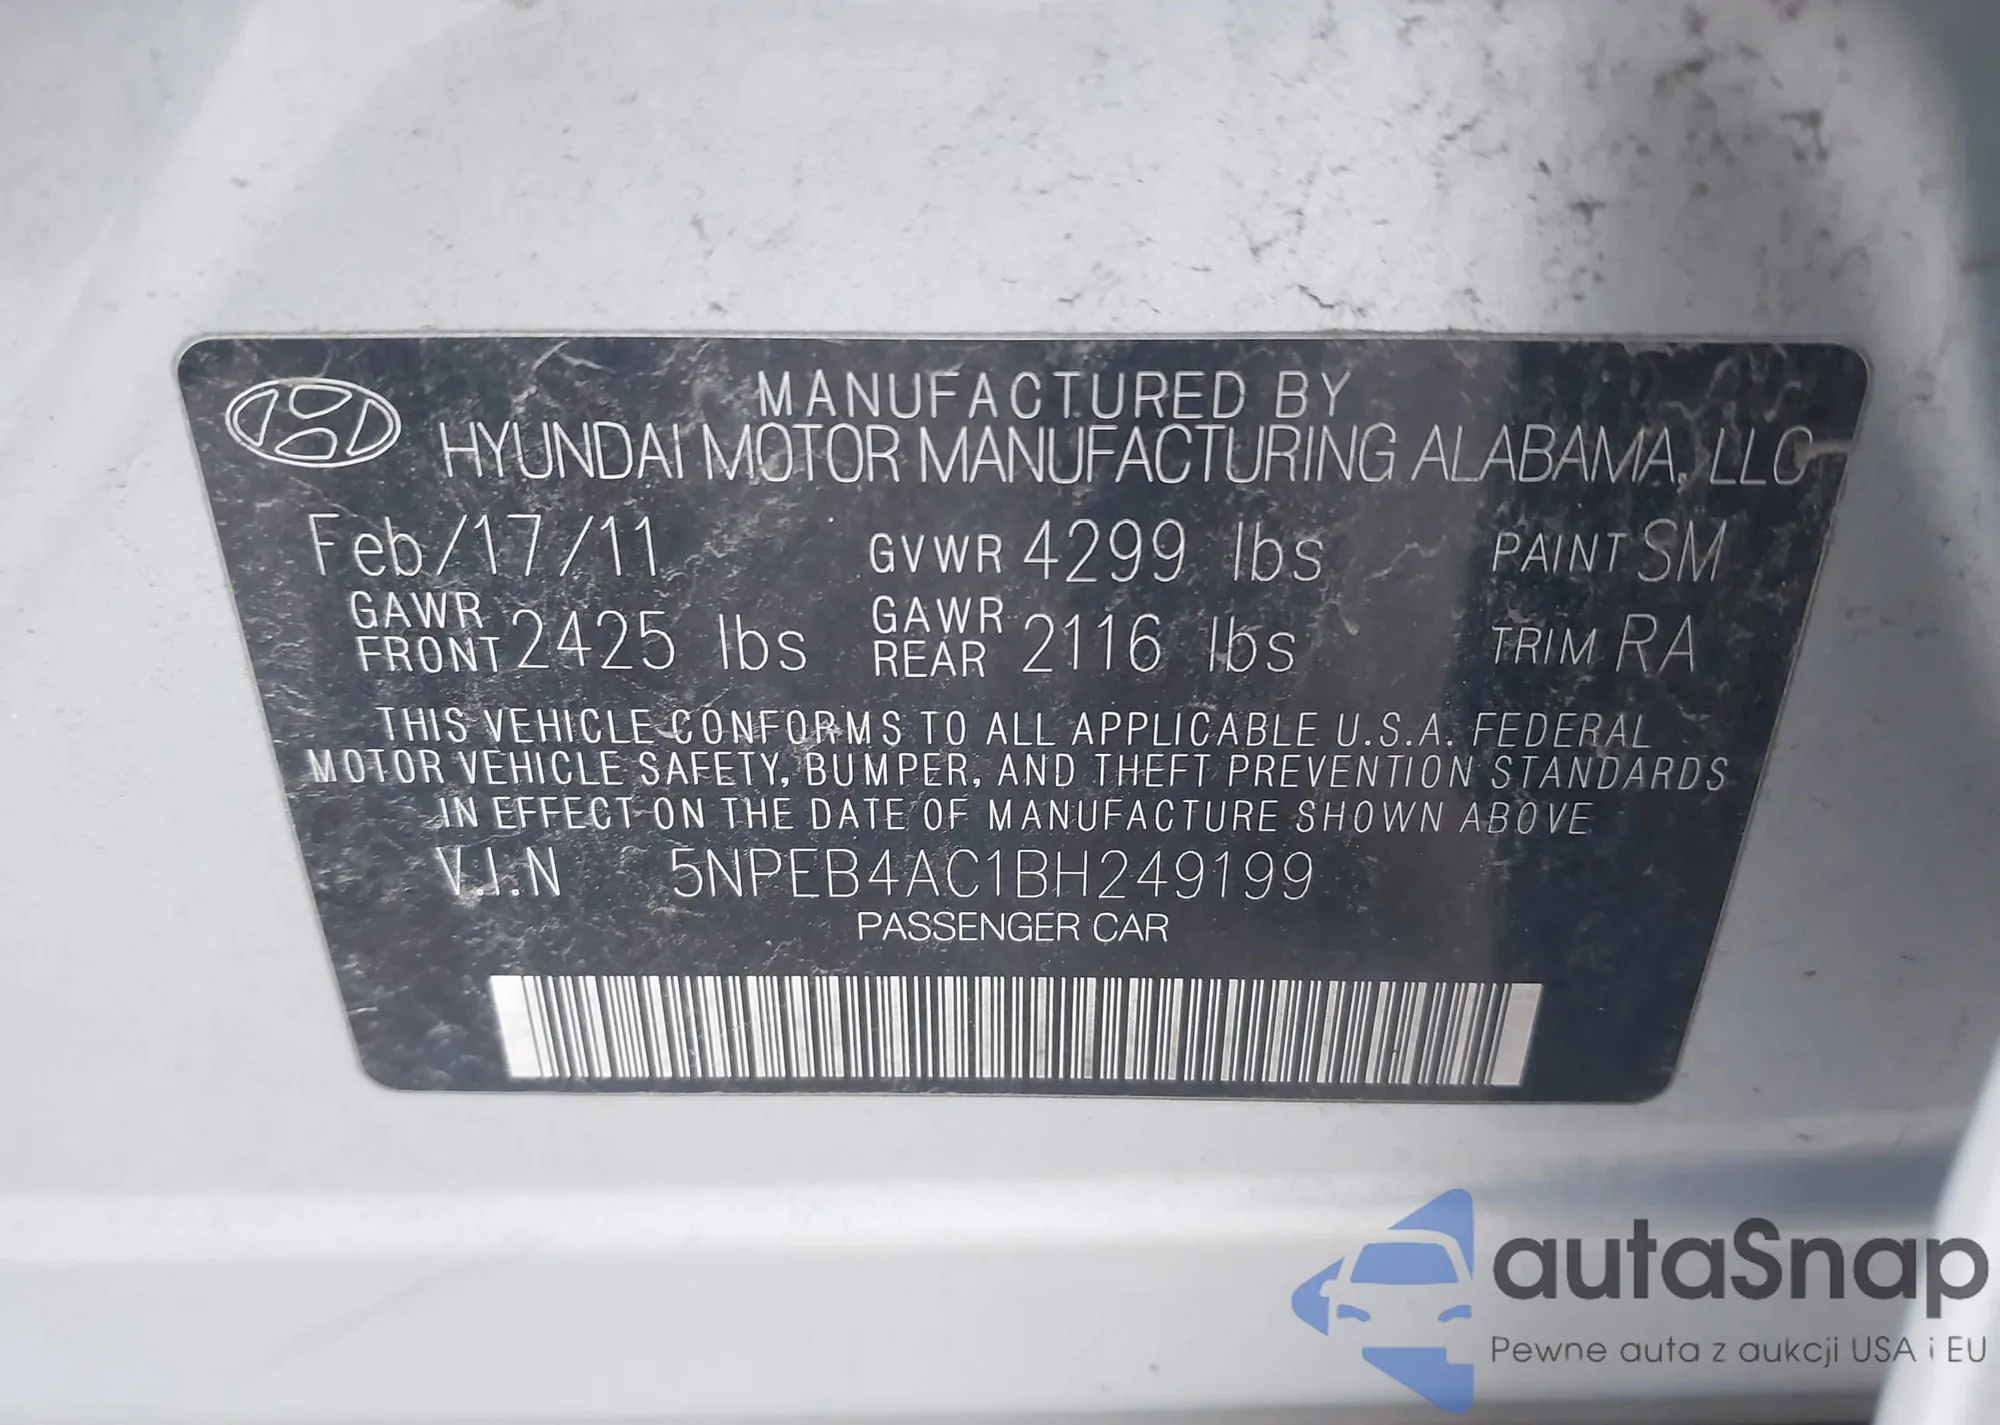 MANUFACTURED BY
HYUNDAI MOTOR MANUFACTURING ALABAMA, LLC
Feb/17/11 GVWR 4299 lbs PAINT SM
GAWR FRONT 2425 lbs GAWR REAR 2116 lbs TRIM RA
THIS VEHICLE CONFORMS TO ALL APPLICABLE U.S.A. FEDERAL
MOTOR VEHICLE SAFETY, BUMPER, AND THEFT PREVENTION STANDARDS
IN EFFECT ON THE DATE OF MANUFACTURE SHOWN ABOVE
V.I.N 5NPEB4AC1BH249199
PASSENGER CAR
autaSnap
Pewne auta z aukcji USA i EU